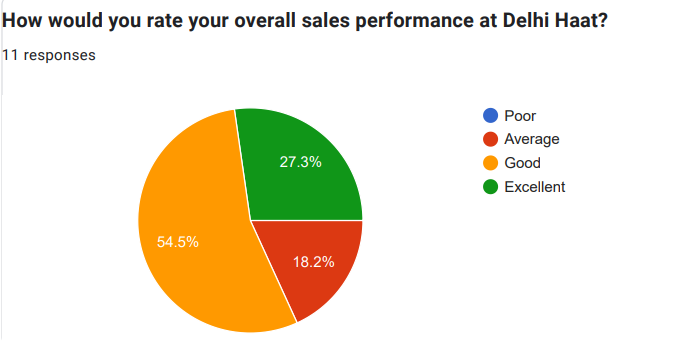 How would you rate your overall sales performance at Delhi Haat?
11 responses
Poor
Average
Good
Excellent
27.3%
54.5%
18.2%